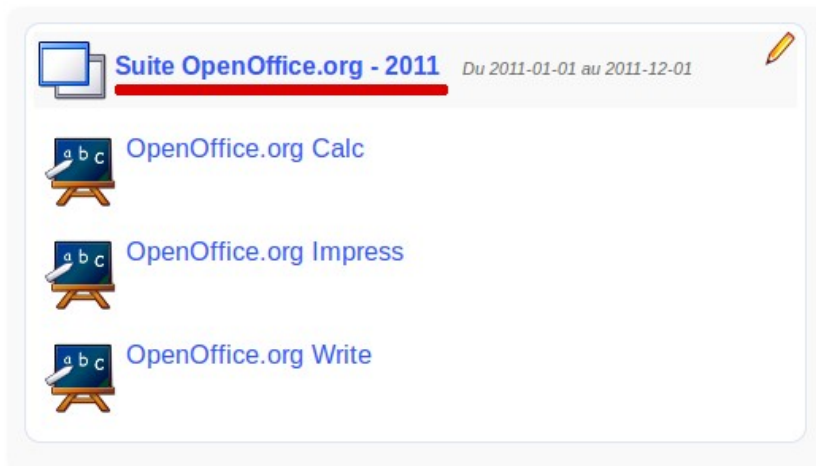 Suite OpenOffice.org - 2011 Du 2011-01-01 au 2011-12-01
a b c OpenOffice.org Calc
a b c OpenOffice.org Impress
a b c OpenOffice.org Write